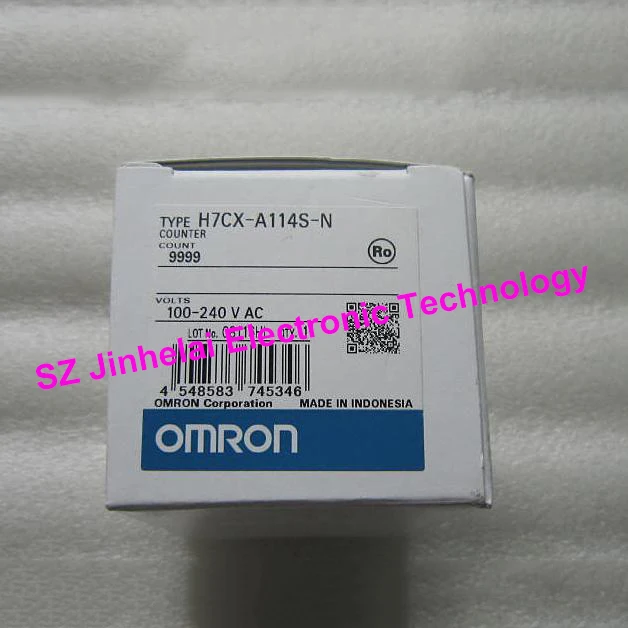 TYPE H7CX-A114S-N
COUNTER
COUNT
9999
Ro
VOLTS
100-240 V AC
LOT No.
4 548583 745346
OMRON Corporation MADE IN INDONESIA
OMRON
SZ Jinhelai Electronic Technology